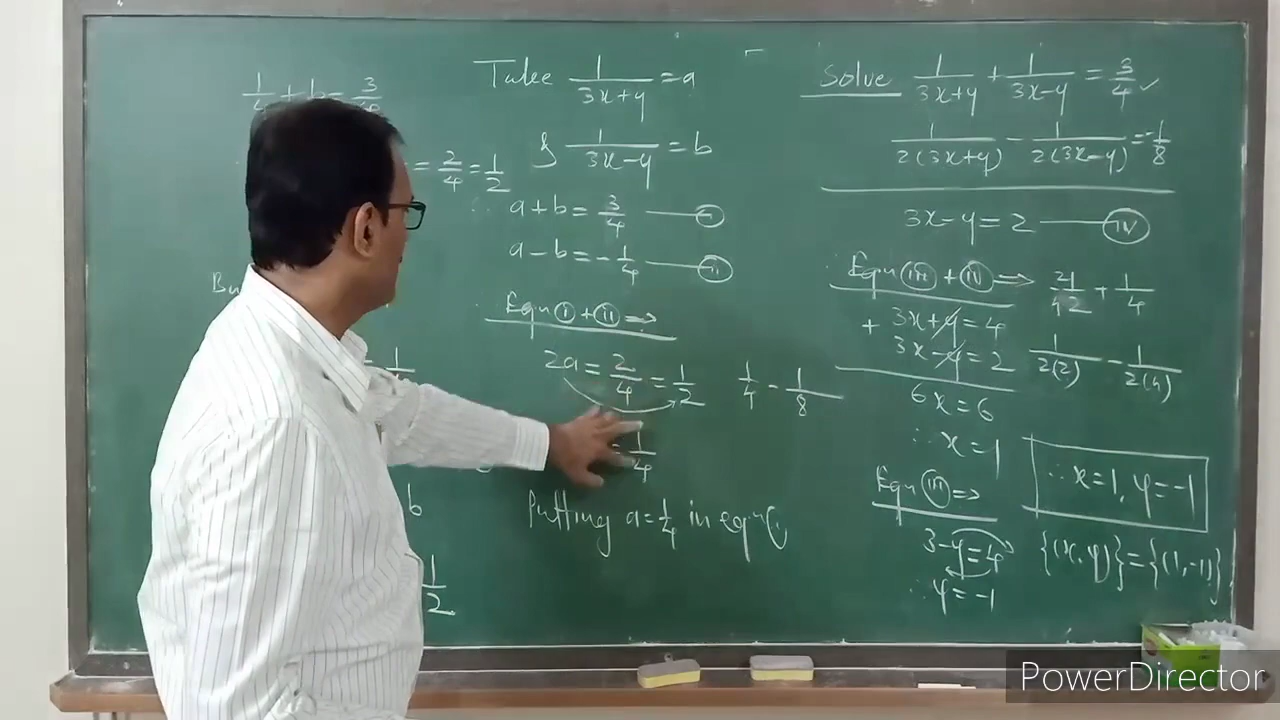 1/4 + b = 3/4
= 2/4 = 1/2
Take 1/(3x+y) = a
& 1/(3x-y) = b
∴ a+b = 3/4 — (i)
a-b = -1/4 — (ii)
∴ Eqn (i) + (ii) ⇒
2a = 2/4 = 1/2
= 1/4
Putting a = 1/4 in eqn(i
b
1/2
1/4 - 1/8
Solve 1/(3x+y) + 1/(3x-y) = 3/4 ✓
1/(2(3x+y)) - 1/(2(3x-y)) = -1/8
3x-y = 2 — (iv)
∴ Eqn (iii) + (iv) ⇒
3x+y = 4
+ 3x-y = 2
6x = 6
∴ x = 1
Eqn (iii) ⇒
3-y = 4
∴ y = -1
1/(2(2)) - 1/(2(4))
∴ x=1, y=-1
{(x,y)} = {(1,-1)}
PowerDirector